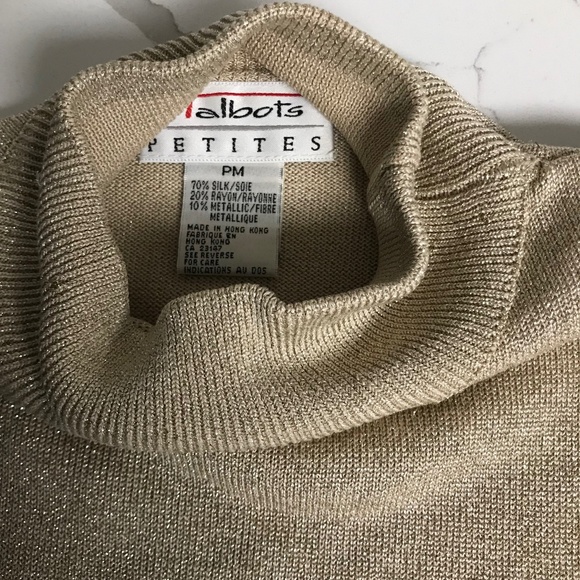 Talbots
PETITES
PM
70% SILK/SOIE
20% RAYON/RAYONNE
10% METALLIC/FIBRE
METALLIQUE
MADE IN HONG KONG
FABRIQUE EN
HONG KONG
CA 23167
SEE REVERSE
FOR CARE
INDICATIONS AU DOS